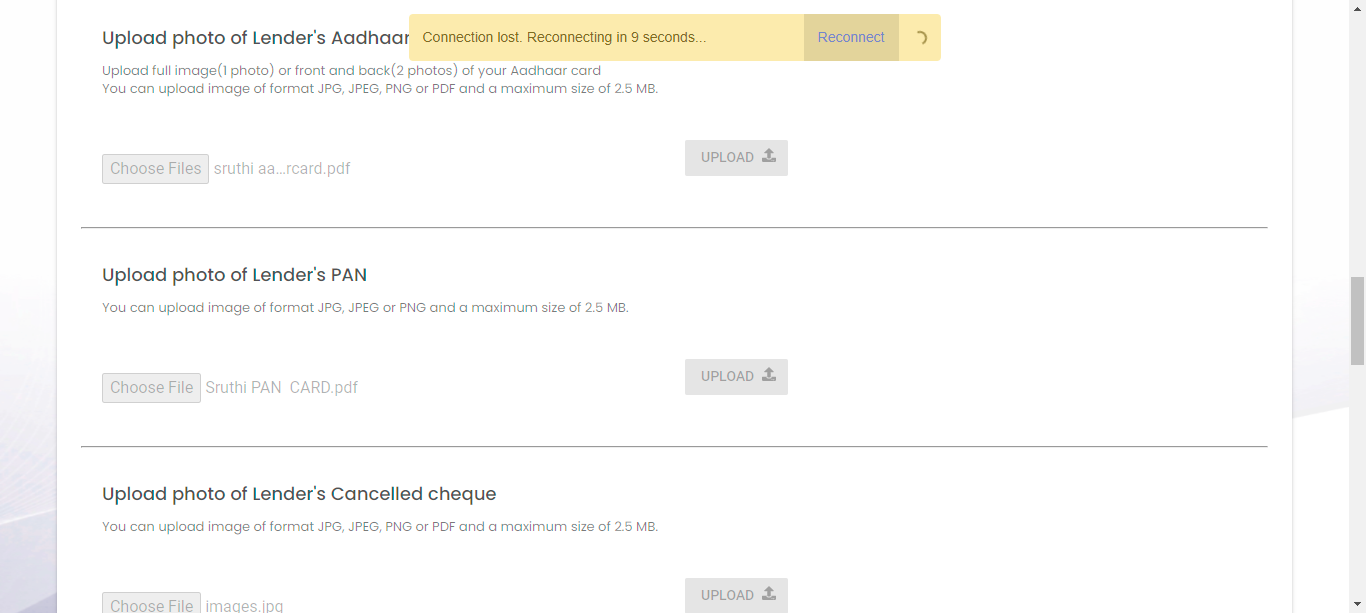 Connection lost. Reconnecting in 9 seconds... Reconnect
Upload photo of Lender's Aadhaar
Upload full image(1 photo) or front and back(2 photos) of your Aadhaar card
You can upload image of format JPG, JPEG, PNG or PDF and a maximum size of 2.5 MB.
Choose Files sruthi aa...rcard.pdf UPLOAD
Upload photo of Lender's PAN
You can upload image of format JPG, JPEG or PNG and a maximum size of 2.5 MB.
Choose File Sruthi PAN  CARD.pdf UPLOAD
Upload photo of Lender's Cancelled cheque
You can upload image of format JPG, JPEG, PNG or PDF and a maximum size of 2.5 MB.
Choose File images.jpg UPLOAD